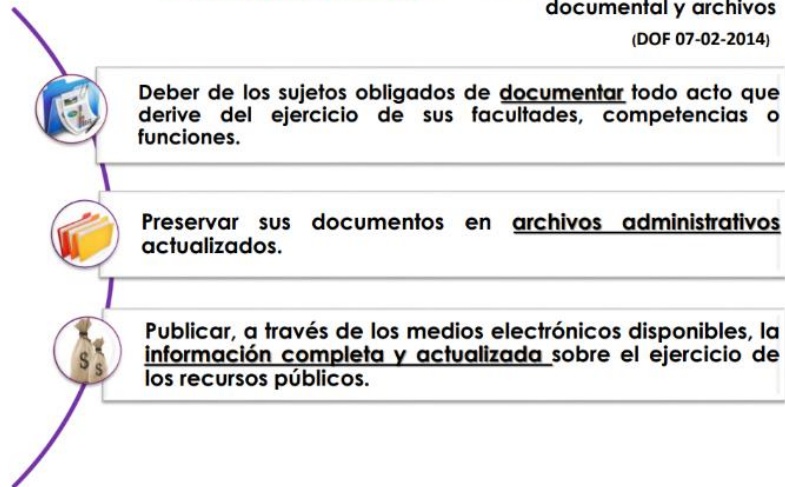 documental y archivos
(DOF 07-02-2014)
Deber de los sujetos obligados de documentar todo acto que
derive del ejercicio de sus facultades, competencias o
funciones.
Preservar sus documentos en archivos administrativos
actualizados.
Publicar, a través de los medios electrónicos disponibles, la
información completa y actualizada sobre el ejercicio de
los recursos públicos.
$ $